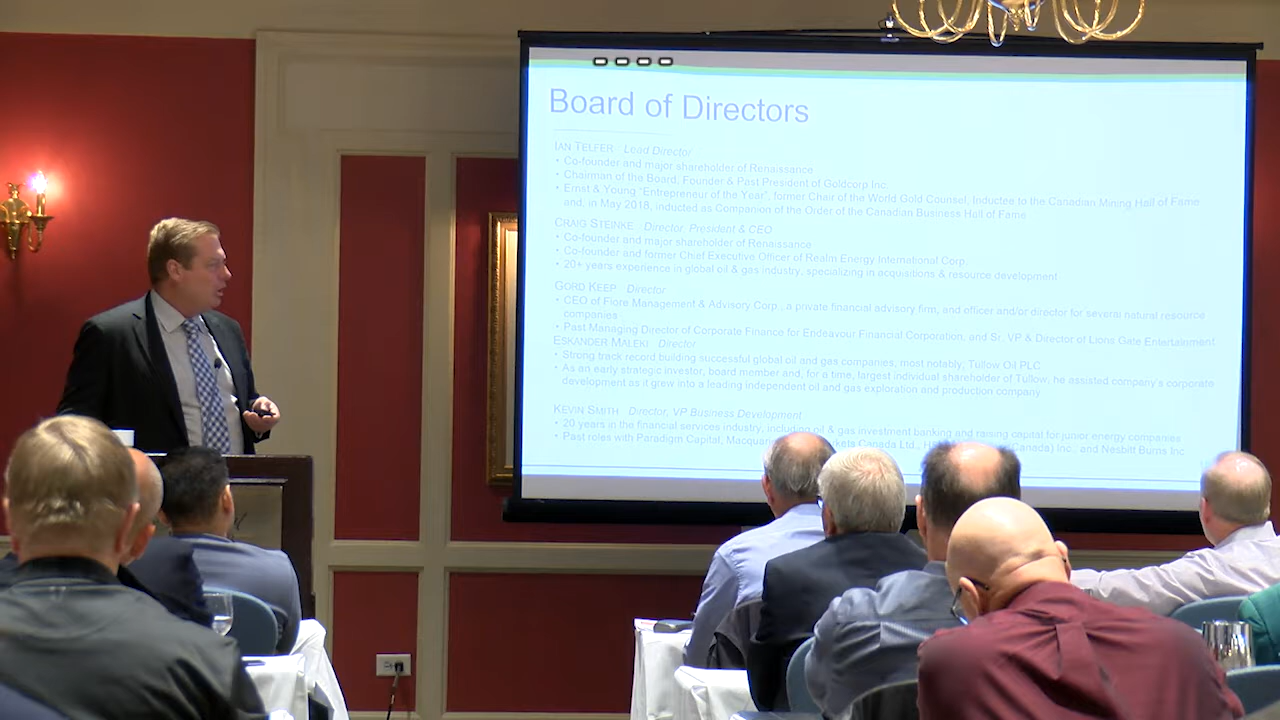 Board of Directors
IAN TELFER Lead Director
• Co-founder and major shareholder of Renaissance
• Chairman of the Board, Founder & Past President of Goldcorp Inc.
• Ernst & Young "Entrepreneur of the Year", former Chair of the World Gold Counsel, Inductee to the Canadian Mining Hall of Fame
and, in May 2018, inducted as Companion of the Order of the Canadian Business Hall of Fame
CRAIG STEINKE Director, President & CEO
• Co-founder and major shareholder of Renaissance
• Co-founder and former Chief Executive Officer of Realm Energy International Corp.
• 20+ years experience in global oil & gas industry, specializing in acquisitions & resource development
GORD KEEP Director
• CEO of Fiore Management & Advisory Corp., a private financial advisory firm, and officer and/or director for several natural resource
companies
• Past Managing Director of Corporate Finance for Endeavour Financial Corporation, and Sr. VP & Director of Lions Gate Entertainment
ESKANDER MALEKI Director
• Strong track record building successful global oil and gas companies, most notably, Tullow Oil PLC
• As an early strategic investor, board member and, for a time, largest individual shareholder of Tullow, he assisted company's corporate
development as it grew into a leading independent oil and gas exploration and production company
KEVIN SMITH Director, VP Business Development
• 20 years in the financial services industry, including oil & gas investment banking and raising capital for junior energy companies
• Past roles with Paradigm Capital, Canada Ltd., (Canada) Inc., and Nesbitt Burns Inc